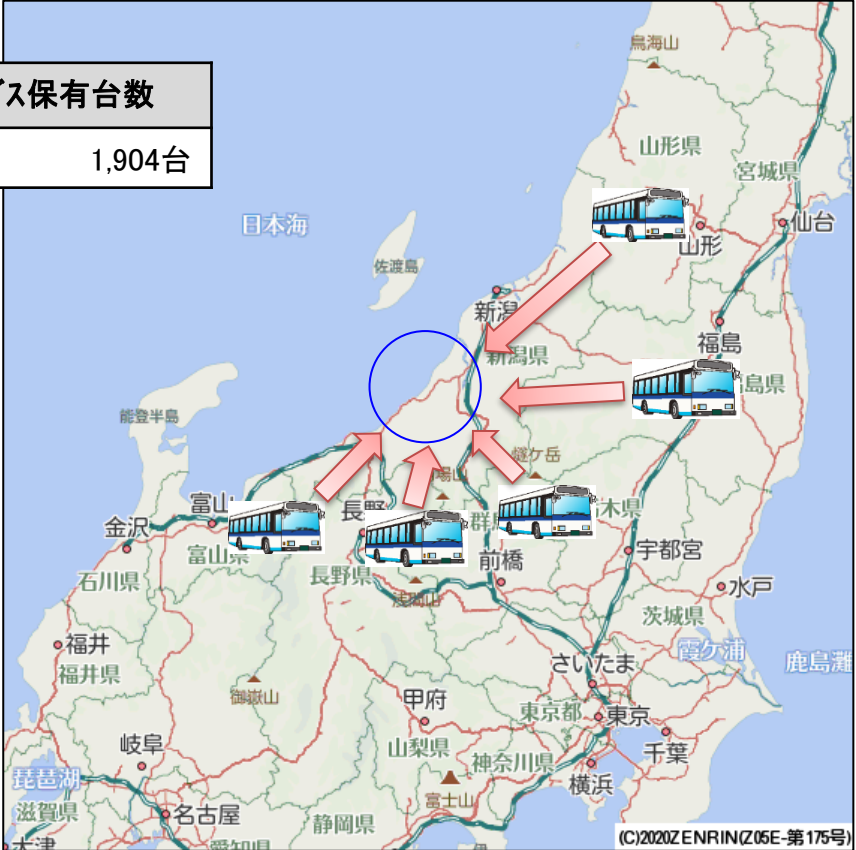 鳥海山
ス保有台数
山形県
1,904台
宮城県
日本海
仙台
山形
佐渡島
新潟
福島
新潟県
島県
能登半島
燧ケ岳
富山
長野
群
木県
金沢
富山県
前橋
宇都宮
石川県
長野県
水戸
浅間山
茨城県
福井
さいたま
霞ケ浦
鹿島灘
福井県
御嶽山
甲府
東京都
東京
岐阜
山梨県
神奈川県
千葉
琵琶湖
富士山
横浜
滋賀県
名古屋
静岡県
(C)2020ZENRIN(Z05E-第175号)
大津
愛知県
伊